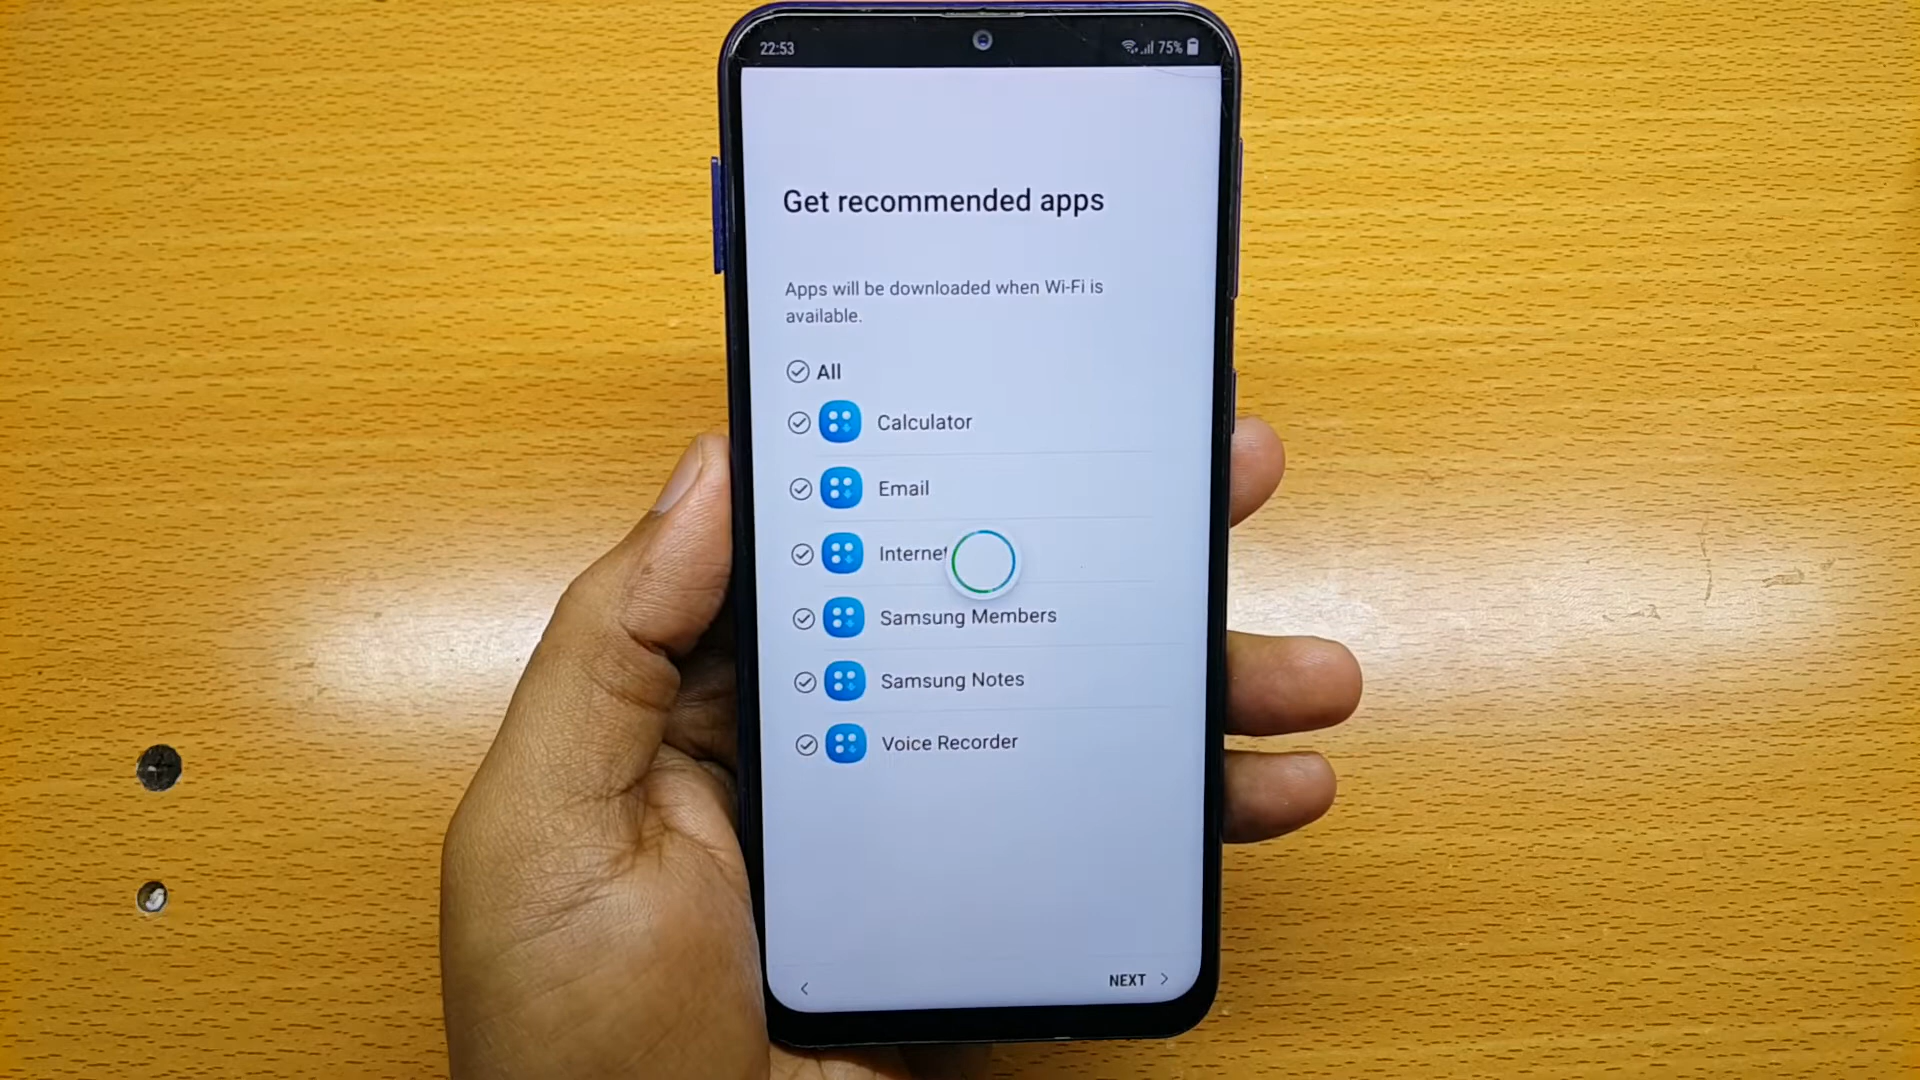 22:53
75%
Get recommended apps
Apps will be downloaded when Wi-Fi is
available.
All
Calculator
Email
Internet
Samsung Members
Samsung Notes
Voice Recorder
NEXT